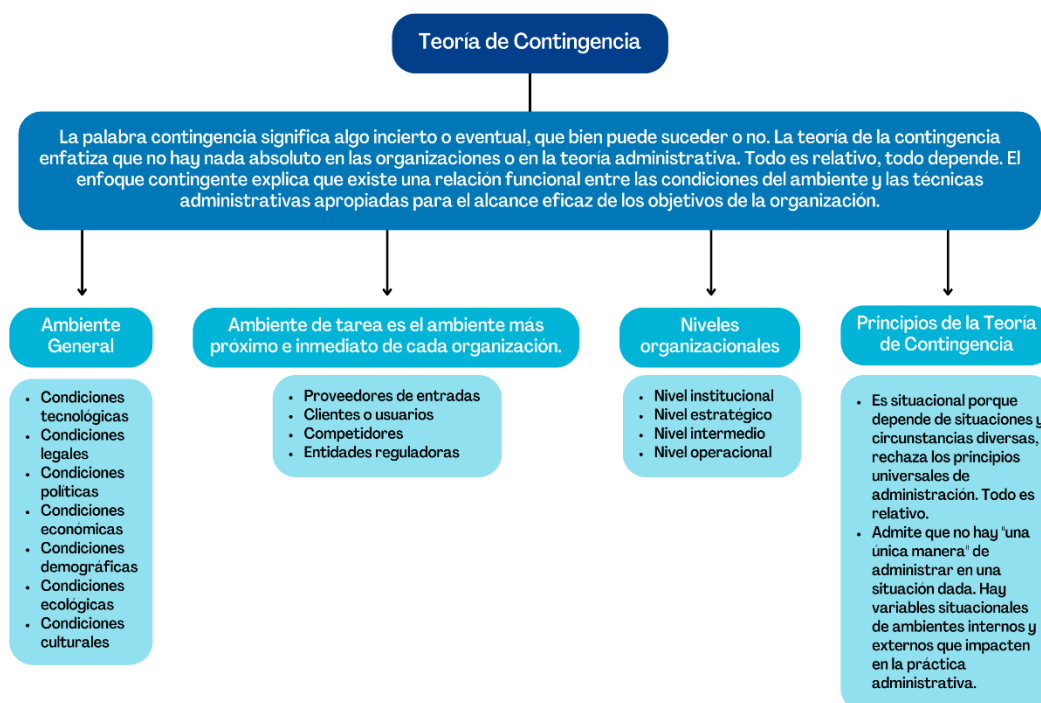 Teoría de Contingencia
La palabra contingencia significa algo incierto o eventual, que bien puede suceder o no. La teoría de la contingencia
enfatiza que no hay nada absoluto en las organizaciones o en la teoría administrativa. Todo es relativo, todo depende. El
enfoque contingente explica que existe una relación funcional entre las condiciones del ambiente y las técnicas
administrativas apropiadas para el alcance eficaz de los objetivos de la organización.
Ambiente
General
• Condiciones
tecnológicas
• Condiciones
legales
• Condiciones
políticas
• Condiciones
económicas
• Condiciones
demográficas
• Condiciones
ecológicas
• Condiciones
culturales
Ambiente de tarea es el ambiente más
próximo e inmediato de cada organización.
• Proveedores de entradas
• Clientes o usuarios
• Competidores
• Entidades reguladoras
Niveles
organizacionales
• Nivel institucional
• Nivel estratégico
• Nivel intermedio
• Nivel operacional
Principios de la Teoría
de Contingencia
• Es situacional porque
depende de situaciones y
circunstancias diversas,
rechaza los principios
universales de
administración. Todo es
relativo.
• Admite que no hay "una
única manera" de
administrar en una
situación dada. Hay
variables situacionales
de ambientes internos y
externos que impacten
en la práctica
administrativa.